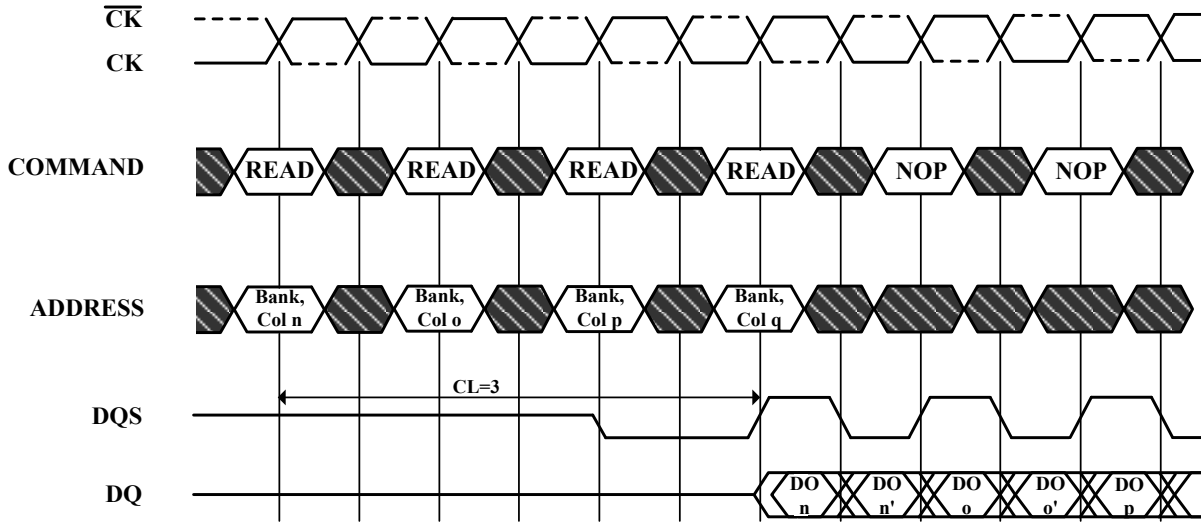 CK
CK
COMMAND READ READ READ READ NOP NOP
ADDRESS Bank, Col n Bank, Col o Bank, Col p Bank, Col q
CL=3
DQS
DQ DO n DO n' DO o DO o' DO p